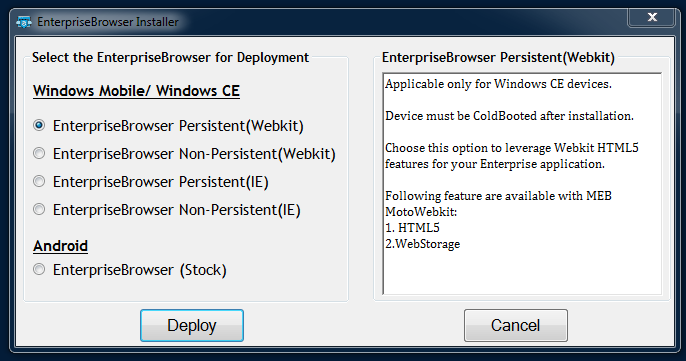 EnterpriseBrowser Installer
Select the EnterpriseBrowser for Deployment
Windows Mobile/ Windows CE
EnterpriseBrowser Persistent(Webkit)
EnterpriseBrowser Non-Persistent(Webkit)
EnterpriseBrowser Persistent(IE)
EnterpriseBrowser Non-Persistent(IE)
Android
EnterpriseBrowser (Stock)
EnterpriseBrowser Persistent(Webkit)
Applicable only for Windows CE devices.
Device must be ColdBooted after installation.
Choose this option to leverage Webkit HTML5
features for your Enterprise application.
Following feature are available with MEB
MotoWebkit:
1. HTML5
2.WebStorage
Deploy
Cancel